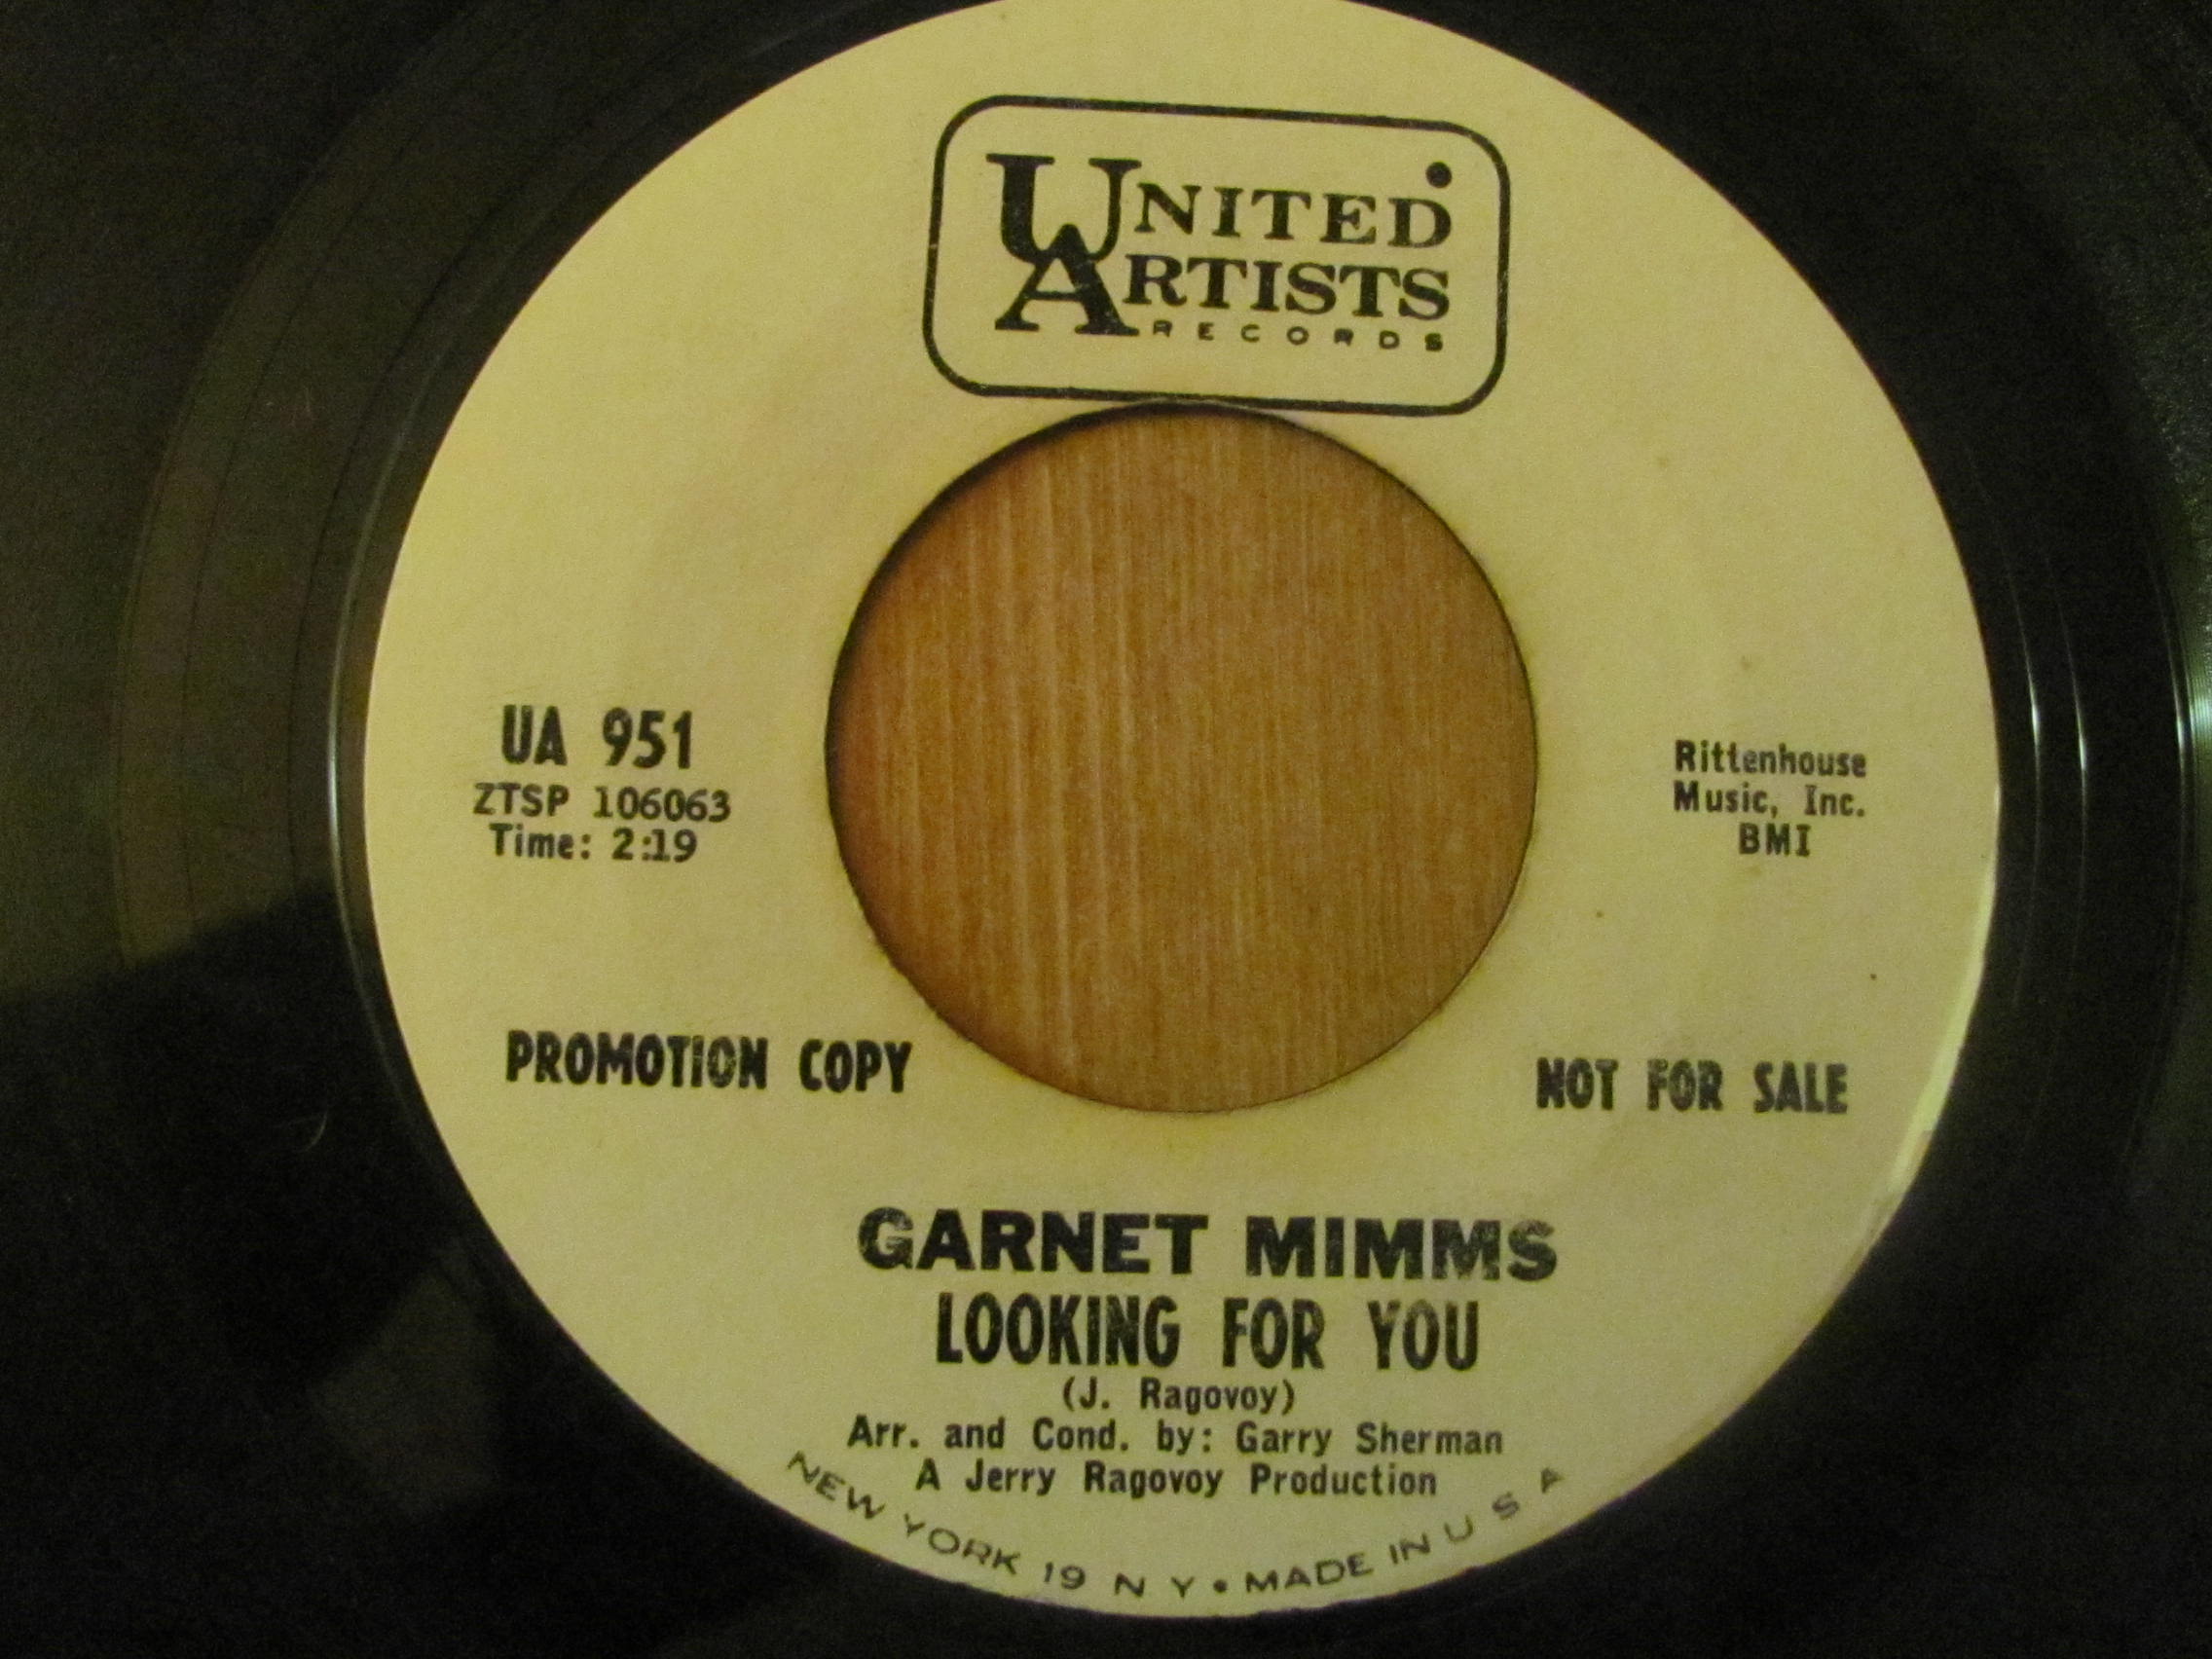 UNITED
ARTISTS
RECORDS
UA 951
ZTSP 106063
Time: 2:19
Rittenhouse
Music, Inc.
BMI
PROMOTION COPY
NOT FOR SALE
GARNET MIMMS
LOOKING FOR YOU
(J. Ragovoy)
Arr. and Cond. by: Garry Sherman
A Jerry Ragovoy Production
NEW YORK 19 N Y • MADE IN U S A